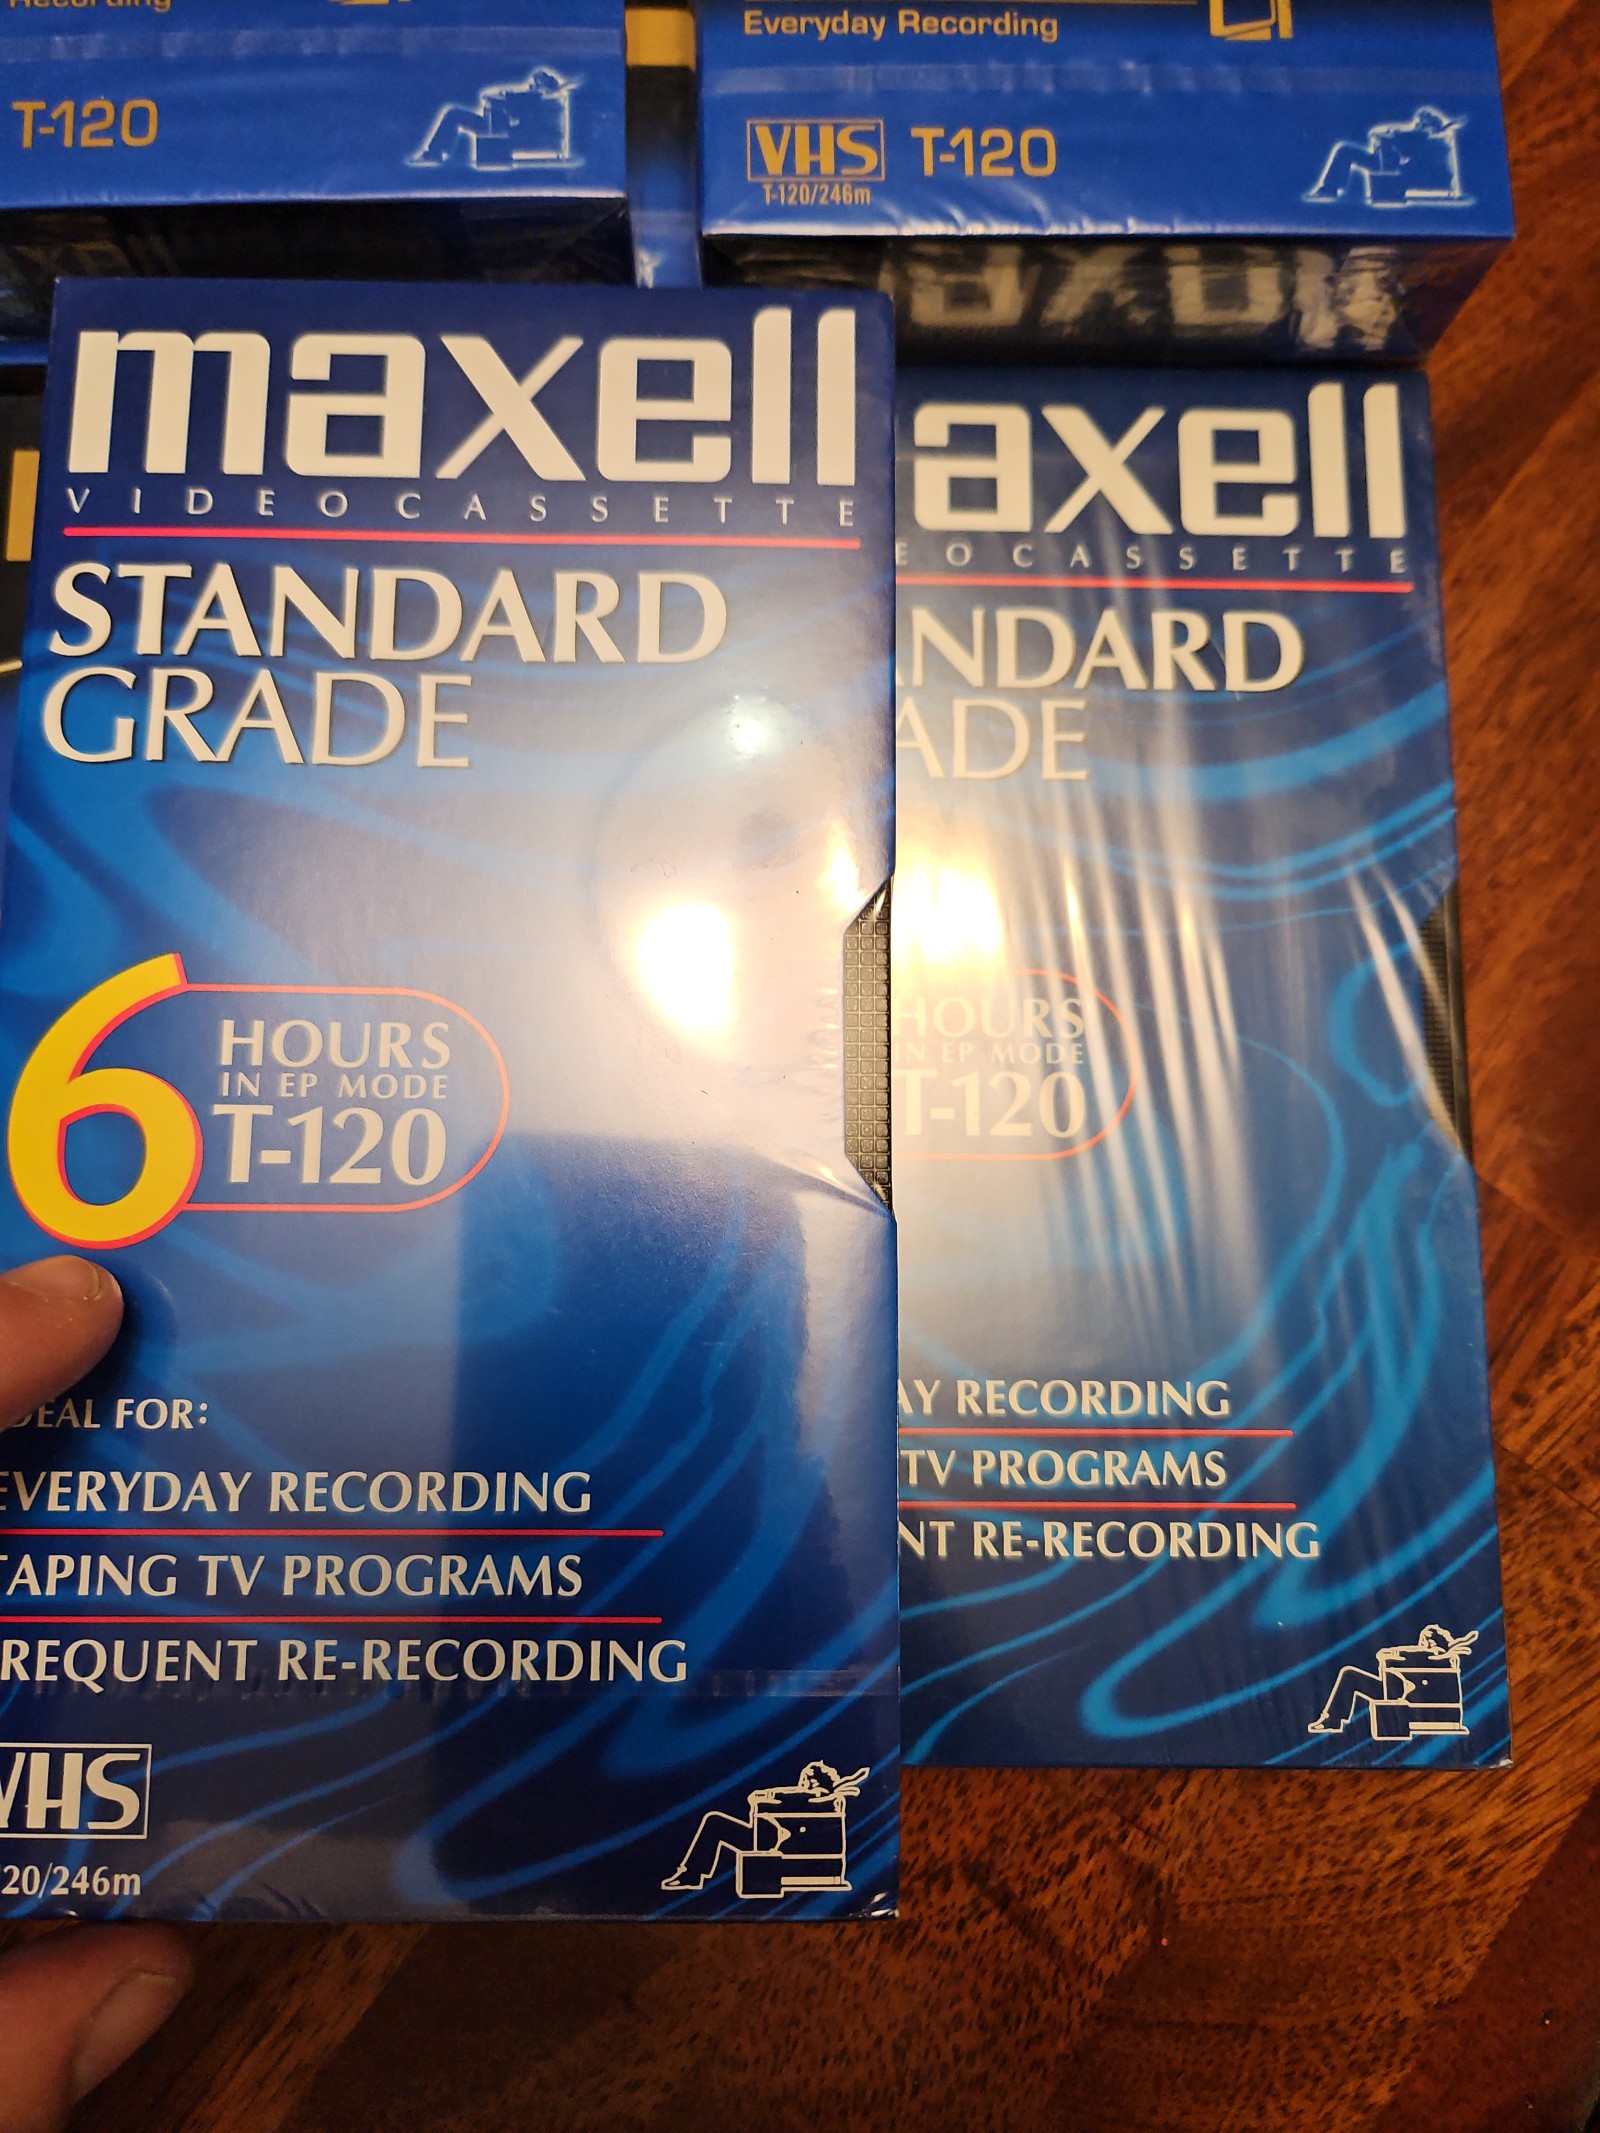 Recording
T-120
Everyday Recording
VHS T-120
T-120/246m
maxell
VIDEOCASSETTE
STANDARD
GRADE
6 HOURS
IN EP MODE
T-120
DEAL FOR:
EVERYDAY RECORDING
TAPING TV PROGRAMS
REQUENT RE-RECORDING
VHS
20/246m
axell
EOCASSETTE
NDARD
ADE
HOURS
IN EP MODE
T-120
AY RECORDING
TV PROGRAMS
NT RE-RECORDING